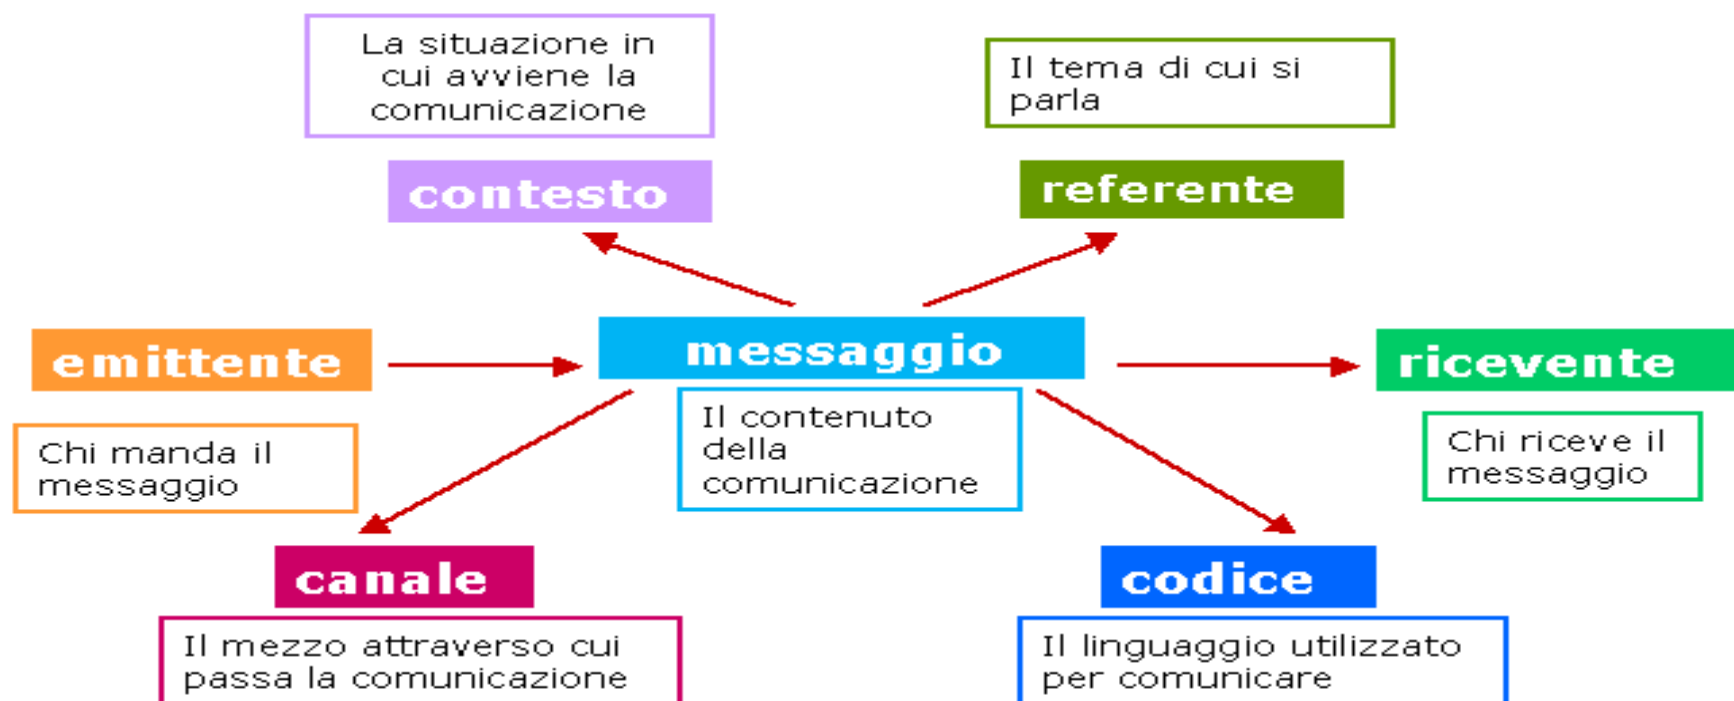 La situazione in
cui avviene la
comunicazione
Il tema di cui si
parla
contesto
referente
emittente
messaggio
ricevente
Chi manda il
messaggio
Il contenuto
della
comunicazione
Chi riceve il
messaggio
canale
codice
Il mezzo attraverso cui
passa la comunicazione
Il linguaggio utilizzato
per comunicare